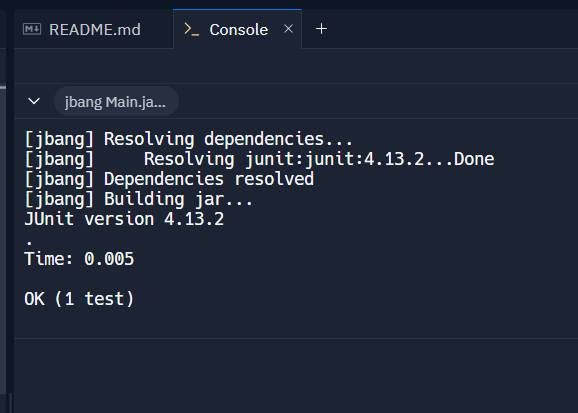 README.md
Console
jbang Main.ja...
[jbang] Resolving dependencies...
[jbang]     Resolving junit:junit:4.13.2...Done
[jbang] Dependencies resolved
[jbang] Building jar...
JUnit version 4.13.2
.
Time: 0.005
OK (1 test)